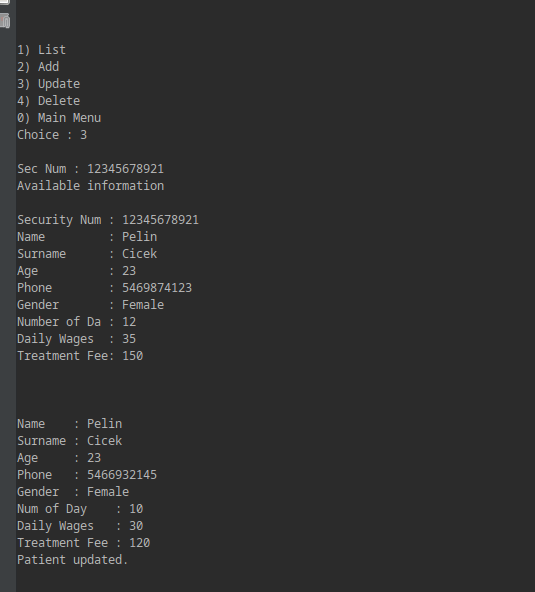 1) List
2) Add
3) Update
4) Delete
0) Main Menu
Choice : 3
Sec Num : 12345678921
Available information
Security Num : 12345678921
Name         : Pelin
Surname      : Cicek
Age          : 23
Phone        : 5469874123
Gender       : Female
Number of Da : 12
Daily Wages  : 35
Treatment Fee: 150
Name    : Pelin
Surname : Cicek
Age     : 23
Phone   : 5466932145
Gender  : Female
Num of Day    : 10
Daily Wages   : 30
Treatment Fee : 120
Patient updated.